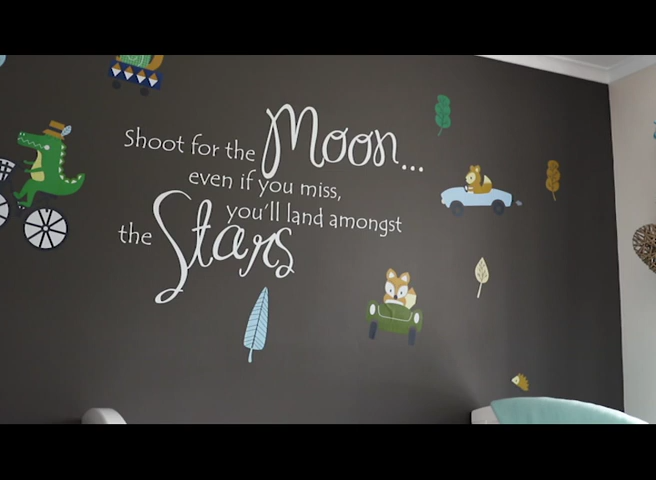 Shoot for the Moon...
even if you miss,
you'll land amongst
the Stars